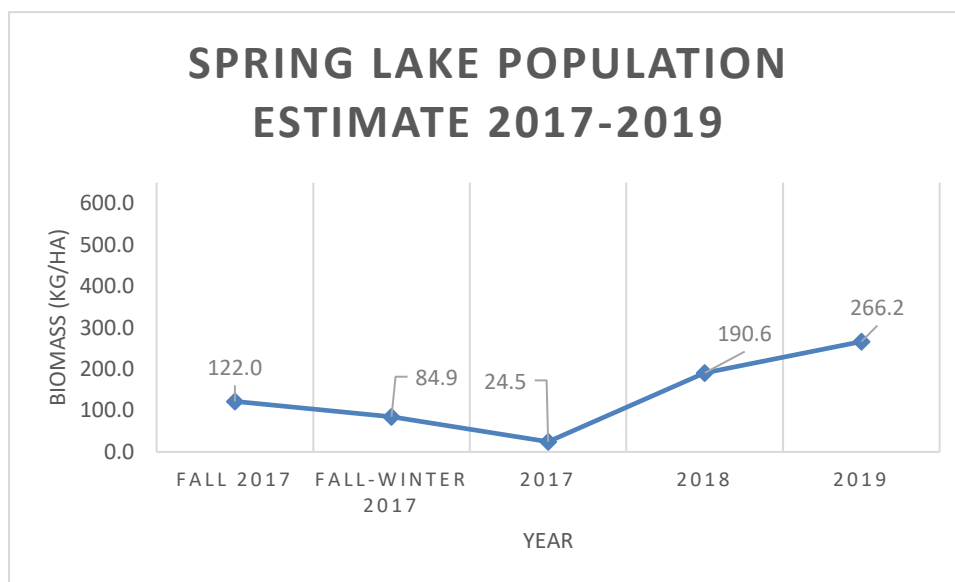 SPRING LAKE POPULATION
ESTIMATE 2017-2019
BIOMASS (KG/HA)
600.0
500.0
400.0
300.0
200.0
100.0
0.0
122.0
84.9
24.5
190.6
266.2
FALL 2017
FALL-WINTER
2017
2017
2018
2019
YEAR